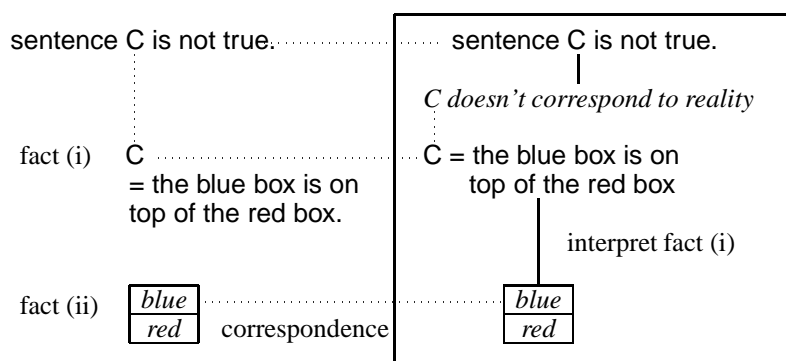 sentence C is not true.
sentence C is not true.
C doesn't correspond to reality
fact (i)
C
= the blue box is on
top of the red box.
C = the blue box is on
top of the red box
interpret fact (i)
fact (ii)
blue
red
correspondence
blue
red